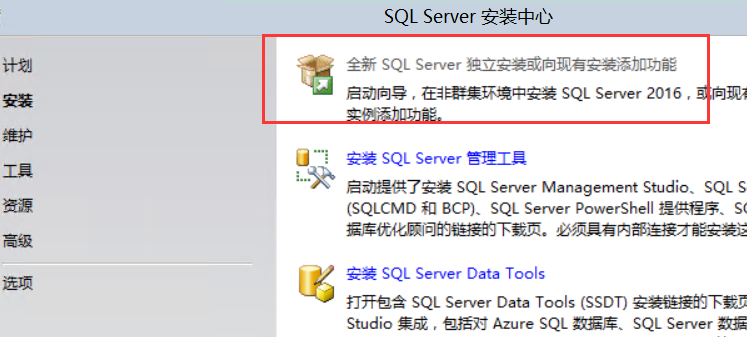 SQL Server 安装中心
计划
安装
维护
工具
资源
高级
选项
全新 SQL Server 独立安装或向现有安装添加功能
启动向导，在非群集环境中安装 SQL Server 2016，或向现有
实例添加功能。
安装 SQL Server 管理工具
启动提供了安装 SQL Server Management Studio、SQL S
(SQLCMD 和 BCP)、SQL Server PowerShell 提供程序、SQ
据库优化顾问的链接的下载页。必须具有内部连接才能安装这
安装 SQL Server Data Tools
打开包含 SQL Server Data Tools (SSDT) 安装链接的下载页
Studio 集成，包括对 Azure SQL 数据库、SQL Server 数据